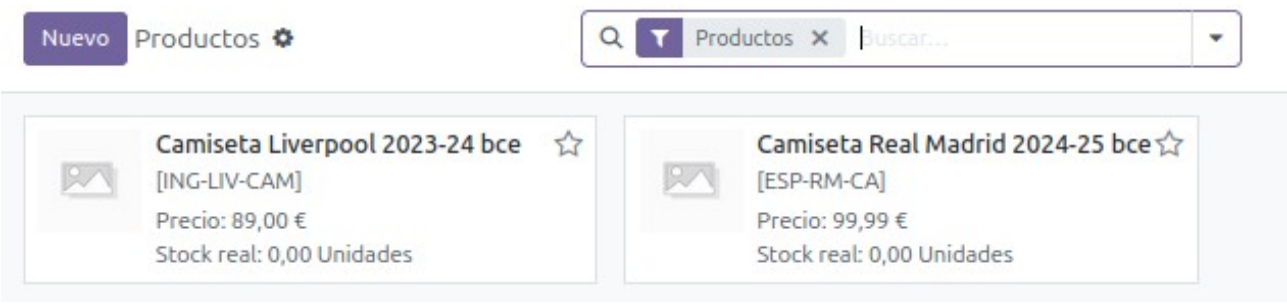 Nuevo Productos
Productos Buscar...
Camiseta Liverpool 2023-24 bce
[ING-LIV-CAM]
Precio: 89,00 €
Stock real: 0,00 Unidades
Camiseta Real Madrid 2024-25 bce
[ESP-RM-CA]
Precio: 99,99 €
Stock real: 0,00 Unidades